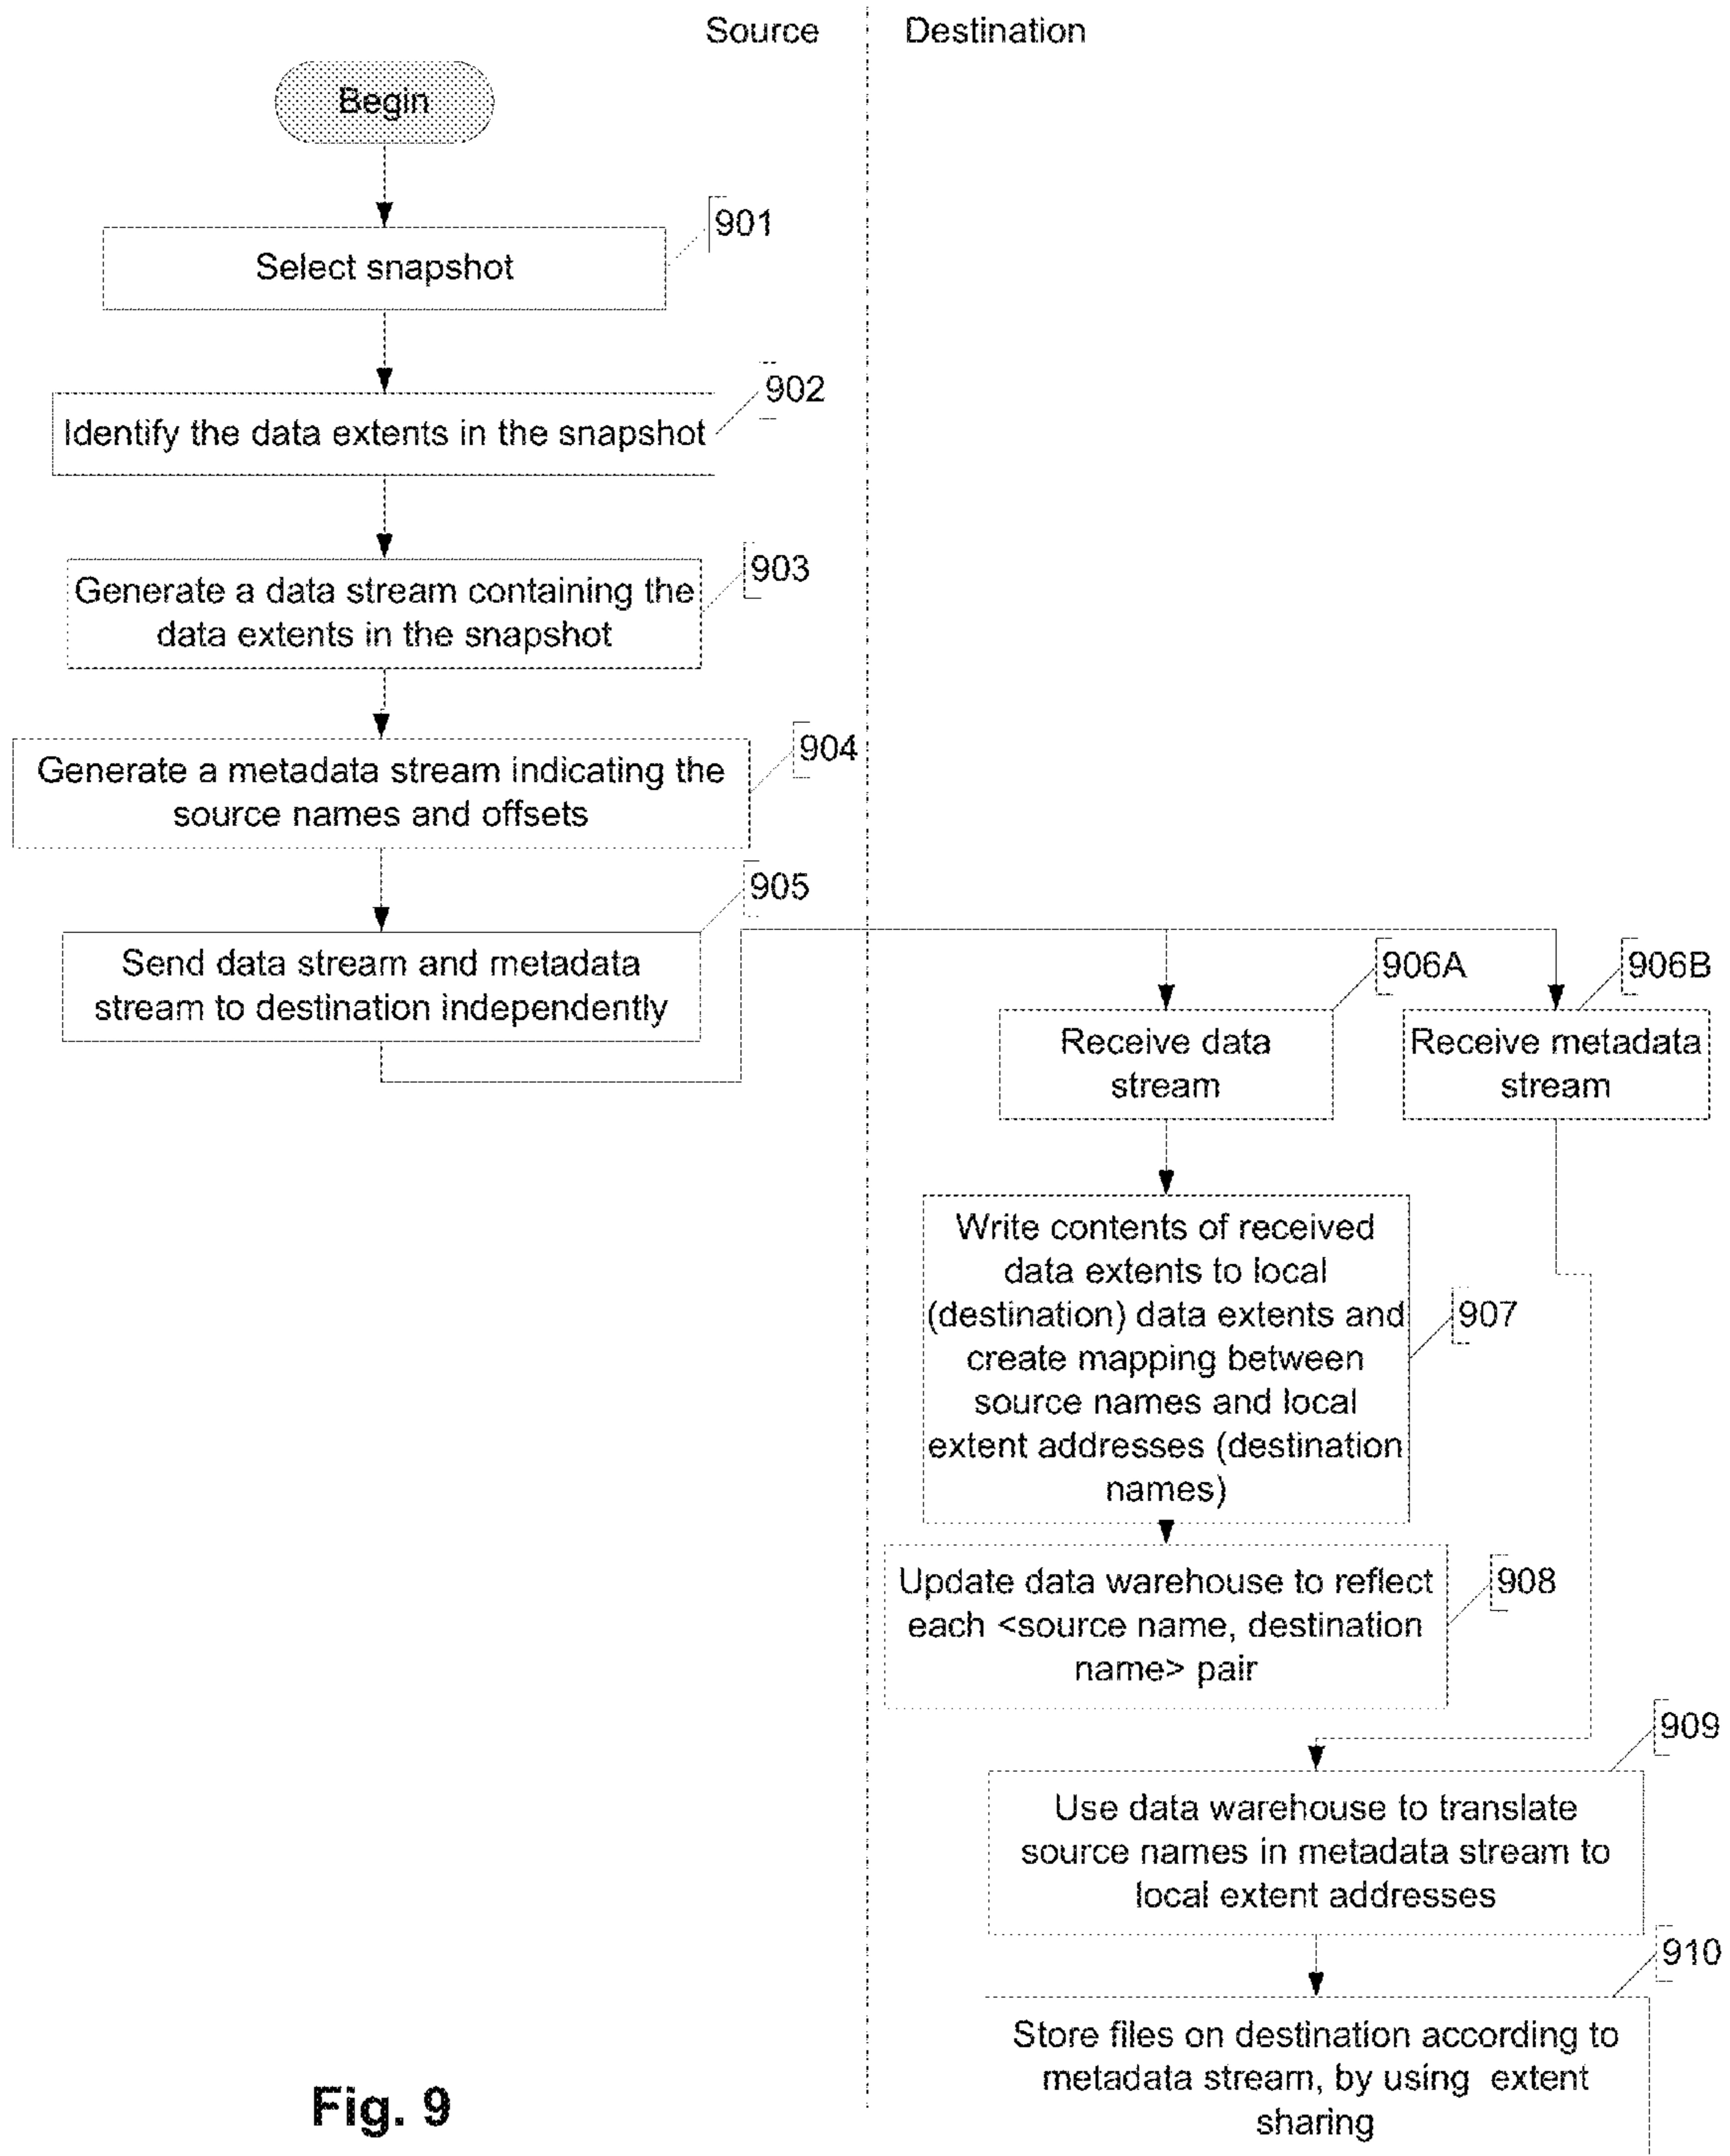 Source
Destination
Begin
901
Select snapshot
902
Identify the data extents in the snapshot
903
Generate a data stream containing the
data extents in the snapshot
904
Generate a metadata stream indicating the
source names and offsets
905
Send data stream and metadata
stream to destination independently
906A
906B
Receive data
stream
Receive metadata
stream
Write contents of received
data extents to local
(destination) data extents and
create mapping between
source names and local
extent addresses (destination
names)
907
Update data warehouse to reflect
each <source name, destination
name> pair
908
909
Use data warehouse to translate
source names in metadata stream to
local extent addresses
910
Store files on destination according to
metadata stream, by using extent
sharing
Fig. 9